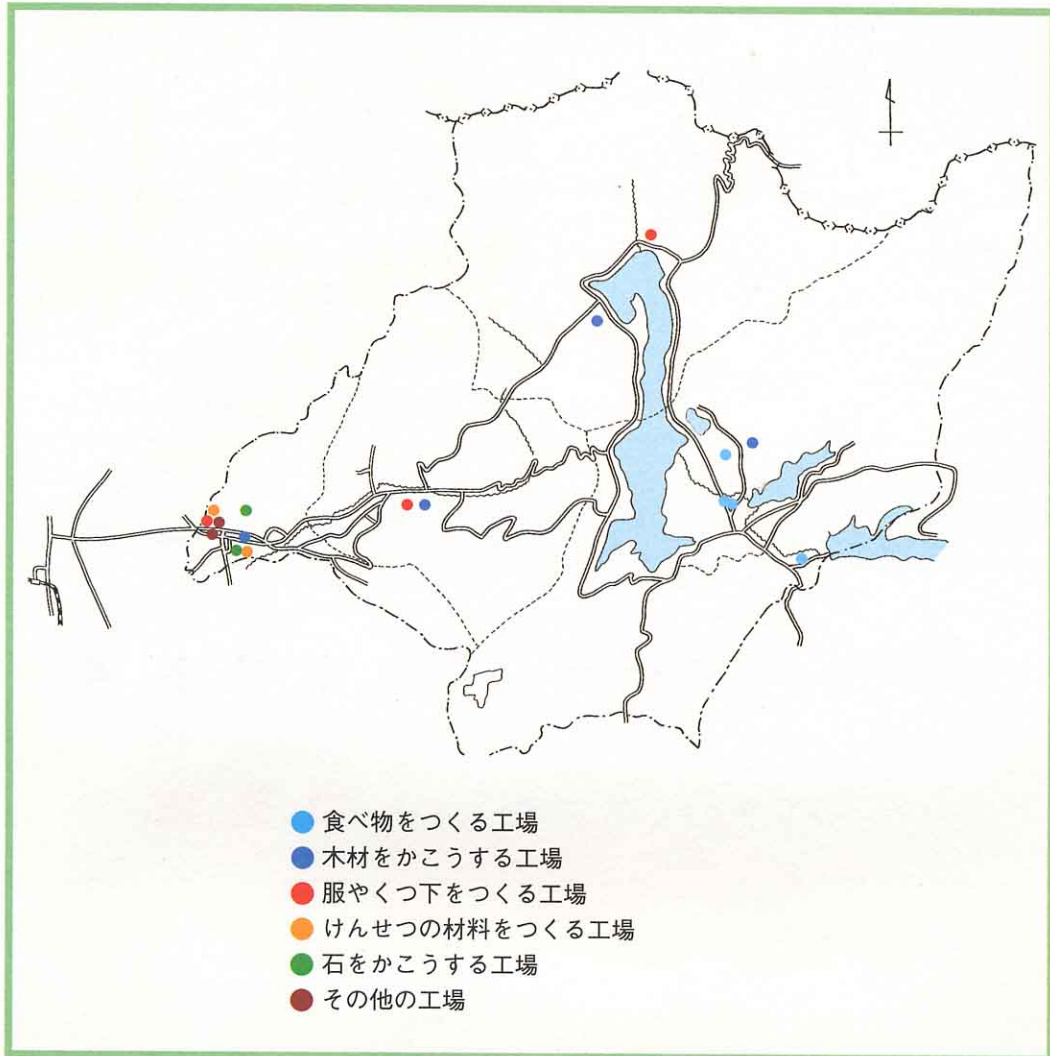 食べ物をつくる工場
木材をかこうする工場
服やくつ下をつくる工場
けんせつの材料をつくる工場
石をかこうする工場
その他の工場